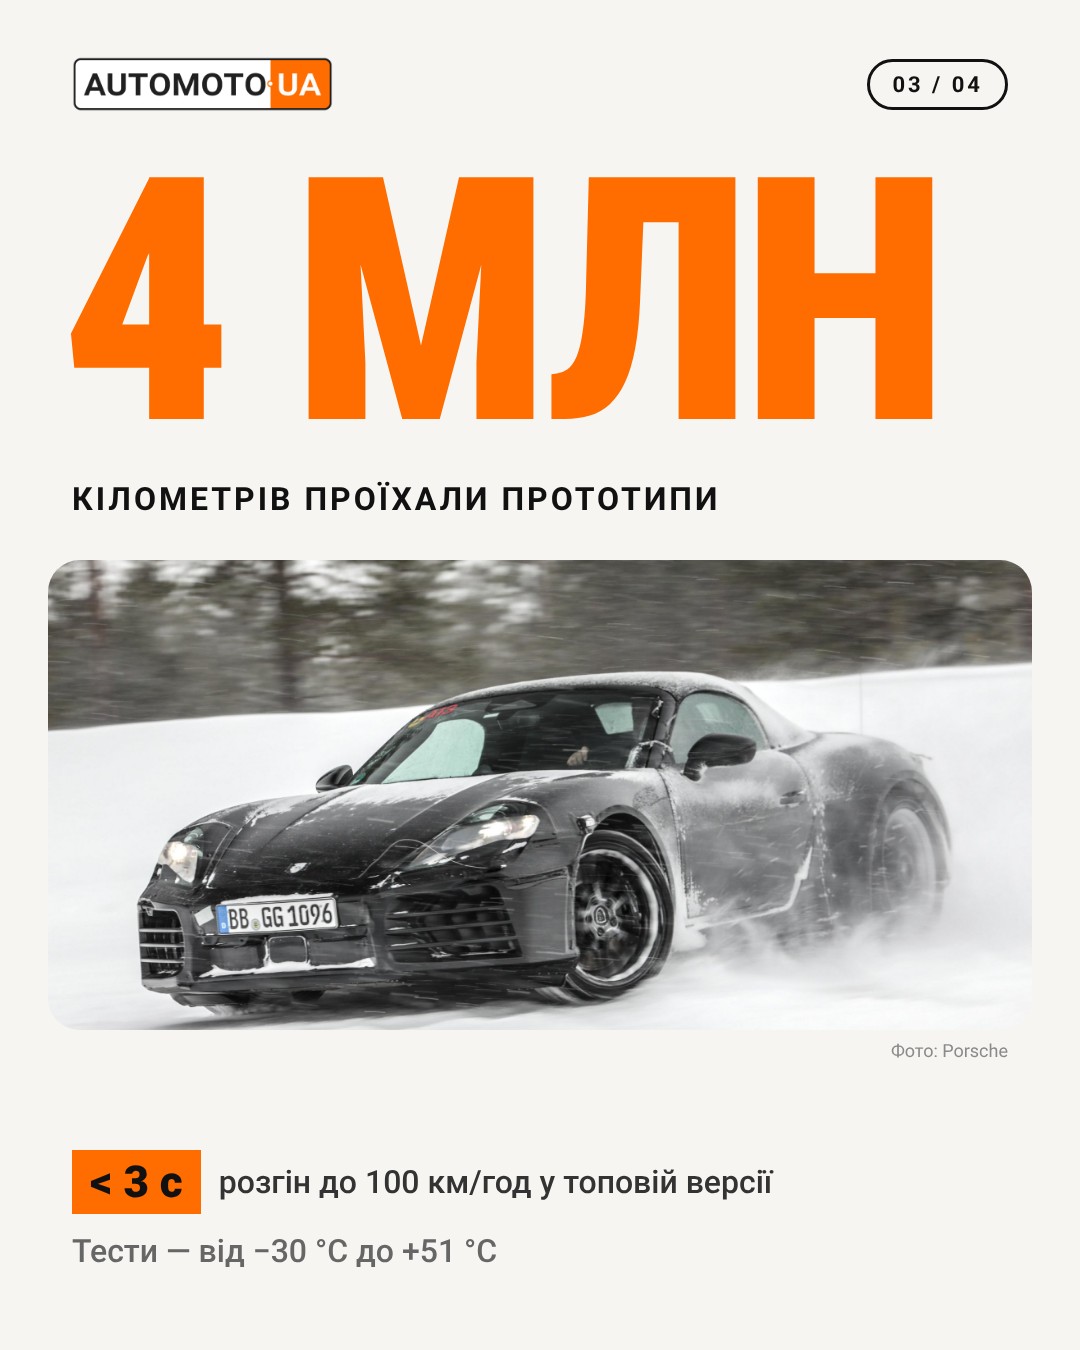 AUTOMOTO UA
03 / 04
4 МЛН
КІЛОМЕТРІВ ПРОЇХАЛИ ПРОТОТИПИ
BB GG 1096
Фото: Porsche
< 3 с розгін до 100 км/год у топовій версії
Тести — від −30 °C до +51 °C